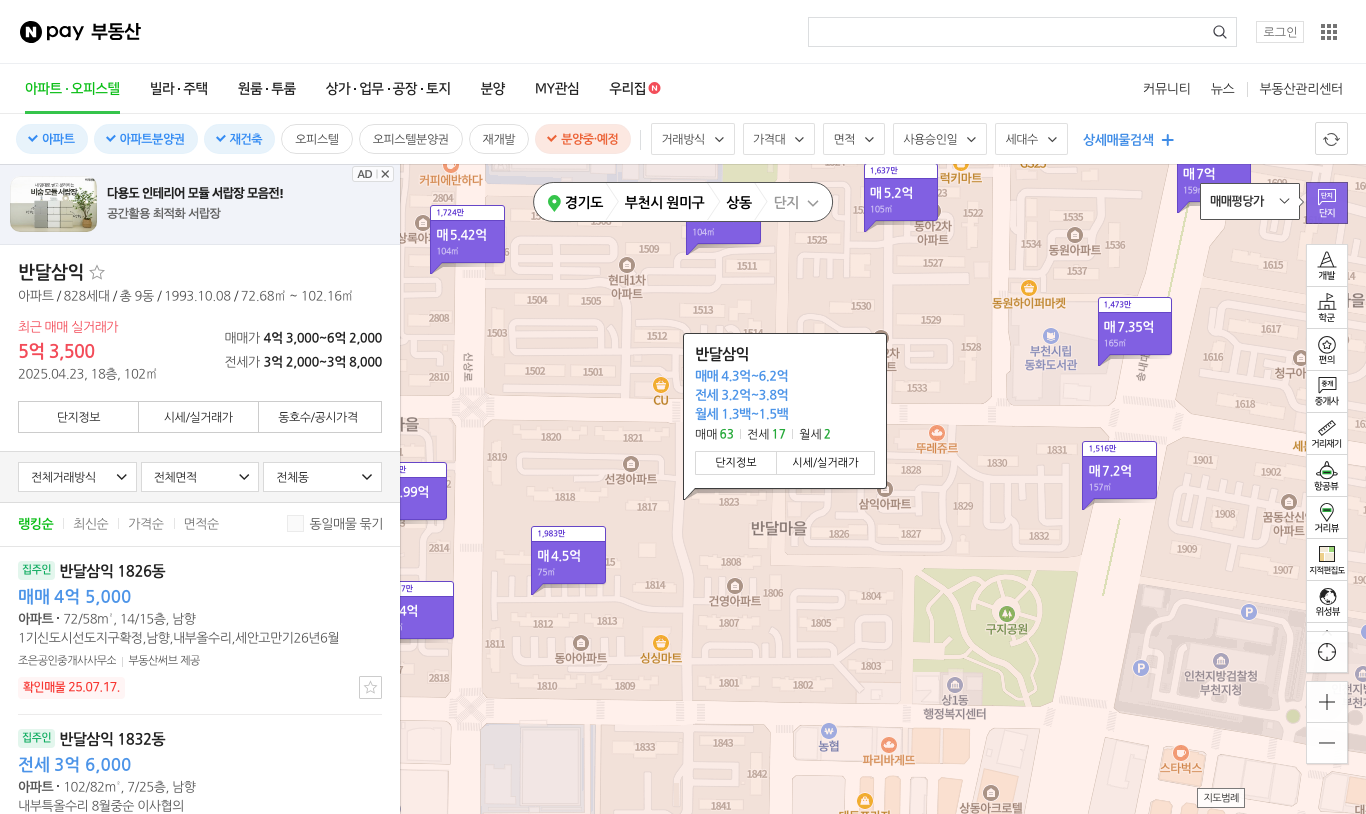 N pay 부동산
로그인
아파트·오피스텔 빌라·주택 원룸·투룸 상가·업무·공장·토지 분양 MY관심 우리집 N
커뮤니티 뉴스 부동산관리센터
아파트 아파트분양권 재건축 오피스텔 오피스텔분양권 재개발 분양중·예정 거래방식 가격대 면적 사용승인일 세대수 상세매물검색
AD
다용도 인테리어 모듈 서랍장 모음전!
공간활용 최적화 서랍장
반달삼익
아파트 / 828세대 / 총 9동 / 1993.10.08 / 72.68㎡ ~ 102.16㎡
최근 매매 실거래가
5억 3,500
2025.04.23, 18층, 102㎡
매매가 4억 3,000~6억 2,000
전세가 3억 2,000~3억 8,000
단지정보 시세/실거래가 동호수/공시가격
전체거래방식 전체면적 전체동
랭킹순 최신순 가격순 면적순 동일매물 묶기
집주인 반달삼익 1826동
매매 4억 5,000
아파트 · 72/58㎡, 14/15층, 남향
1기신도시선도지구확정,남향,내부올수리,세안고만기26년6월
조은공인중개사사무소 부동산써브 제공
확인매물 25.07.17.
집주인 반달삼익 1832동
전세 3억 6,000
아파트 · 102/82㎡, 7/25층, 남향
내부특올수리 8월중순 이사협의
경기도 부천시 원미구 상동 단지
매매평당가
단지
단지
커피에반하다
1,724만
매5.42억
104㎡
104㎡
1,637만
매5.2억
105㎡
럭키마트
매7억
1509
1511
현대1차
아파트
1504
1505
1503
1512
1514
1502
1501
2808
2810
신상로
1525
1527
1530
1529
1528
1535
1534
1536
1537
동원아파트
동원하이퍼마켓
부천시립
동화도서관
1,473만
매7.35억
165㎡
1615
1617
1616
1618
청구아
반달삼익
매매 4.3억~6.2억
전세 3.2억~3.8억
월세 1.3백~1.5백
매매 63 전세 17 월세 2
단지정보 시세/실거래가
CU
1820
1821
선경아파트
1818
1817
1823
뚜레쥬르
1828
1830
1831
1832
1826
1827
삼익아파트
반달마을
1,516만
매7.2억
157㎡
1901
1902
1908
1909
1907
.99억
2814
2818
1,983만
매4.5억
75㎡
7만
4억
1814
1813
1812
1811
1810
1809
동아아파트
싱싱마트
1808
1806
1807
1804
1803
1801
1802
건영아파트
구지공원
상1동
행정복지센터
인천지방검찰청
부천지청
P
P
농협
파리바게뜨
스타벅스
1833
1843
1842
1841
상동아크로텔
지도범례
개발
학군
편의
중개
중개사
거리재기
항공뷰
거리뷰
지적편집도
위성뷰